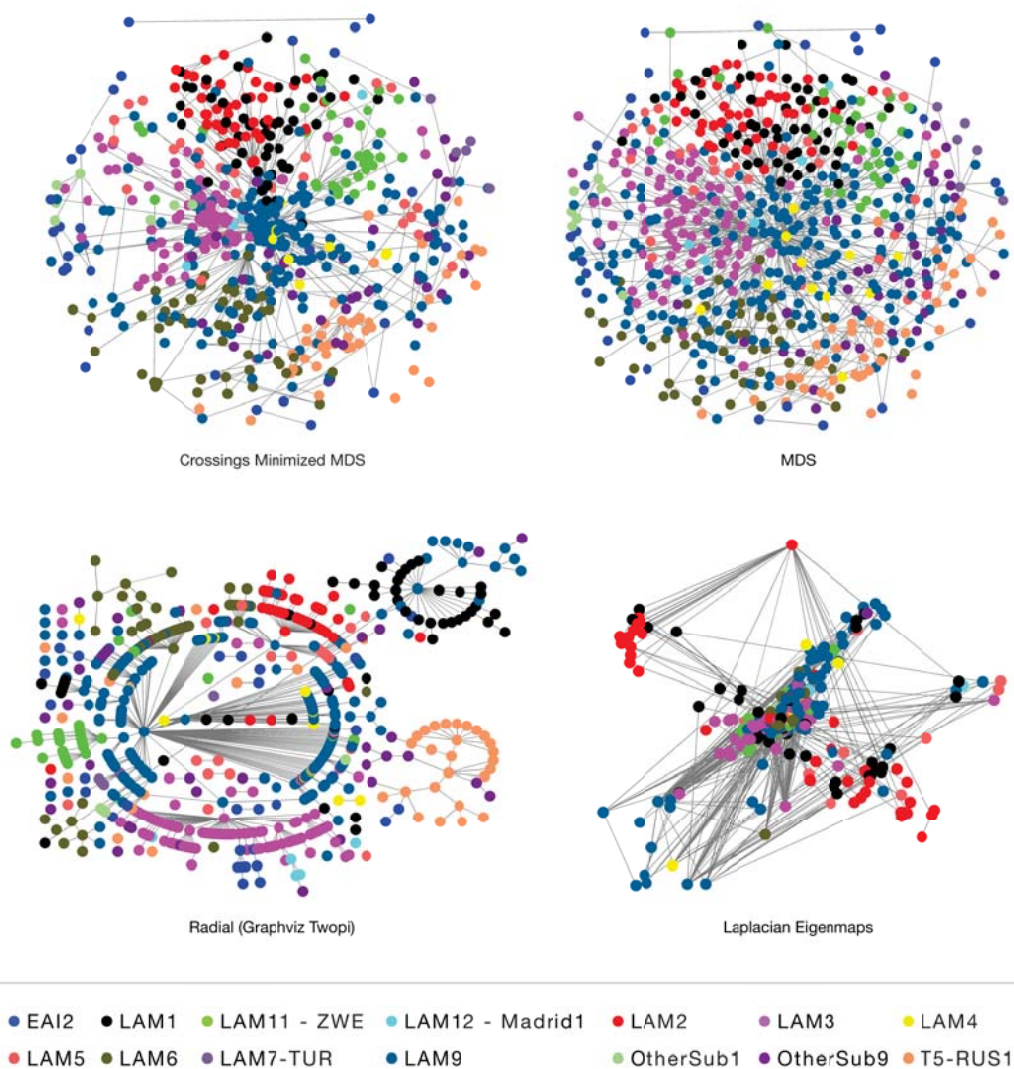 Crossings Minimized MDS
MDS
Radial (Graphviz Twopi)
Laplacian Eigenmaps
EAI2 LAM1 LAM11 - ZWE LAM12 - Madrid1 LAM2 LAM3 LAM4
LAM5 LAM6 LAM7-TUR LAM9 OtherSub1 OtherSub9 T5-RUS1